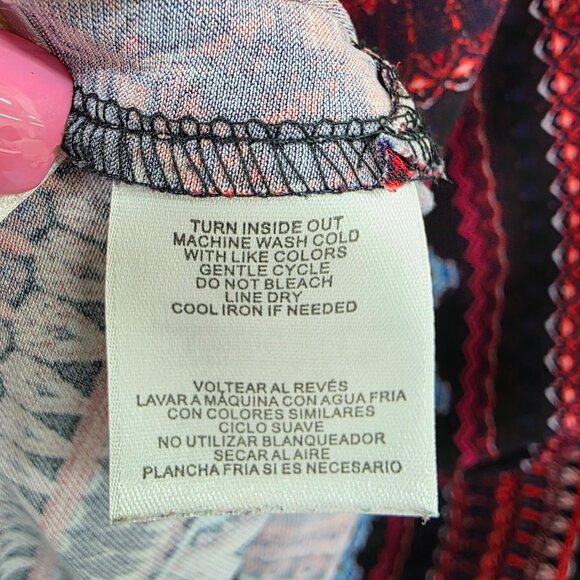 TURN INSIDE OUT
MACHINE WASH COLD
WITH LIKE COLORS
GENTLE CYCLE
DO NOT BLEACH
LINE DRY
COOL IRON IF NEEDED
VOLTEAR AL REVÉS
LAVAR A MÁQUINA CON AGUA FRIA
CON COLORES SIMILARES
CICLO SUAVE
NO UTILIZAR BLANQUEADOR
SECAR AL AIRE
PLANCHA FRIA SI ES NECESARIO